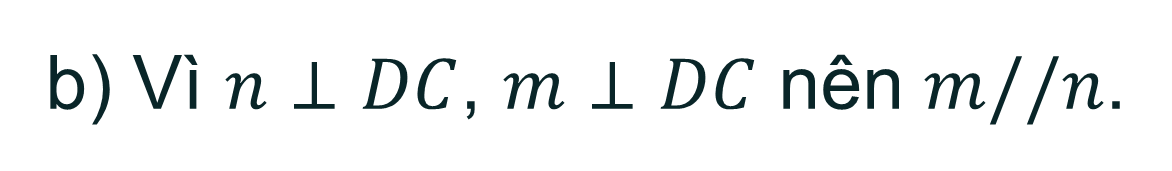 b) Vì n ⊥ DC, m ⊥ DC nên m//n.